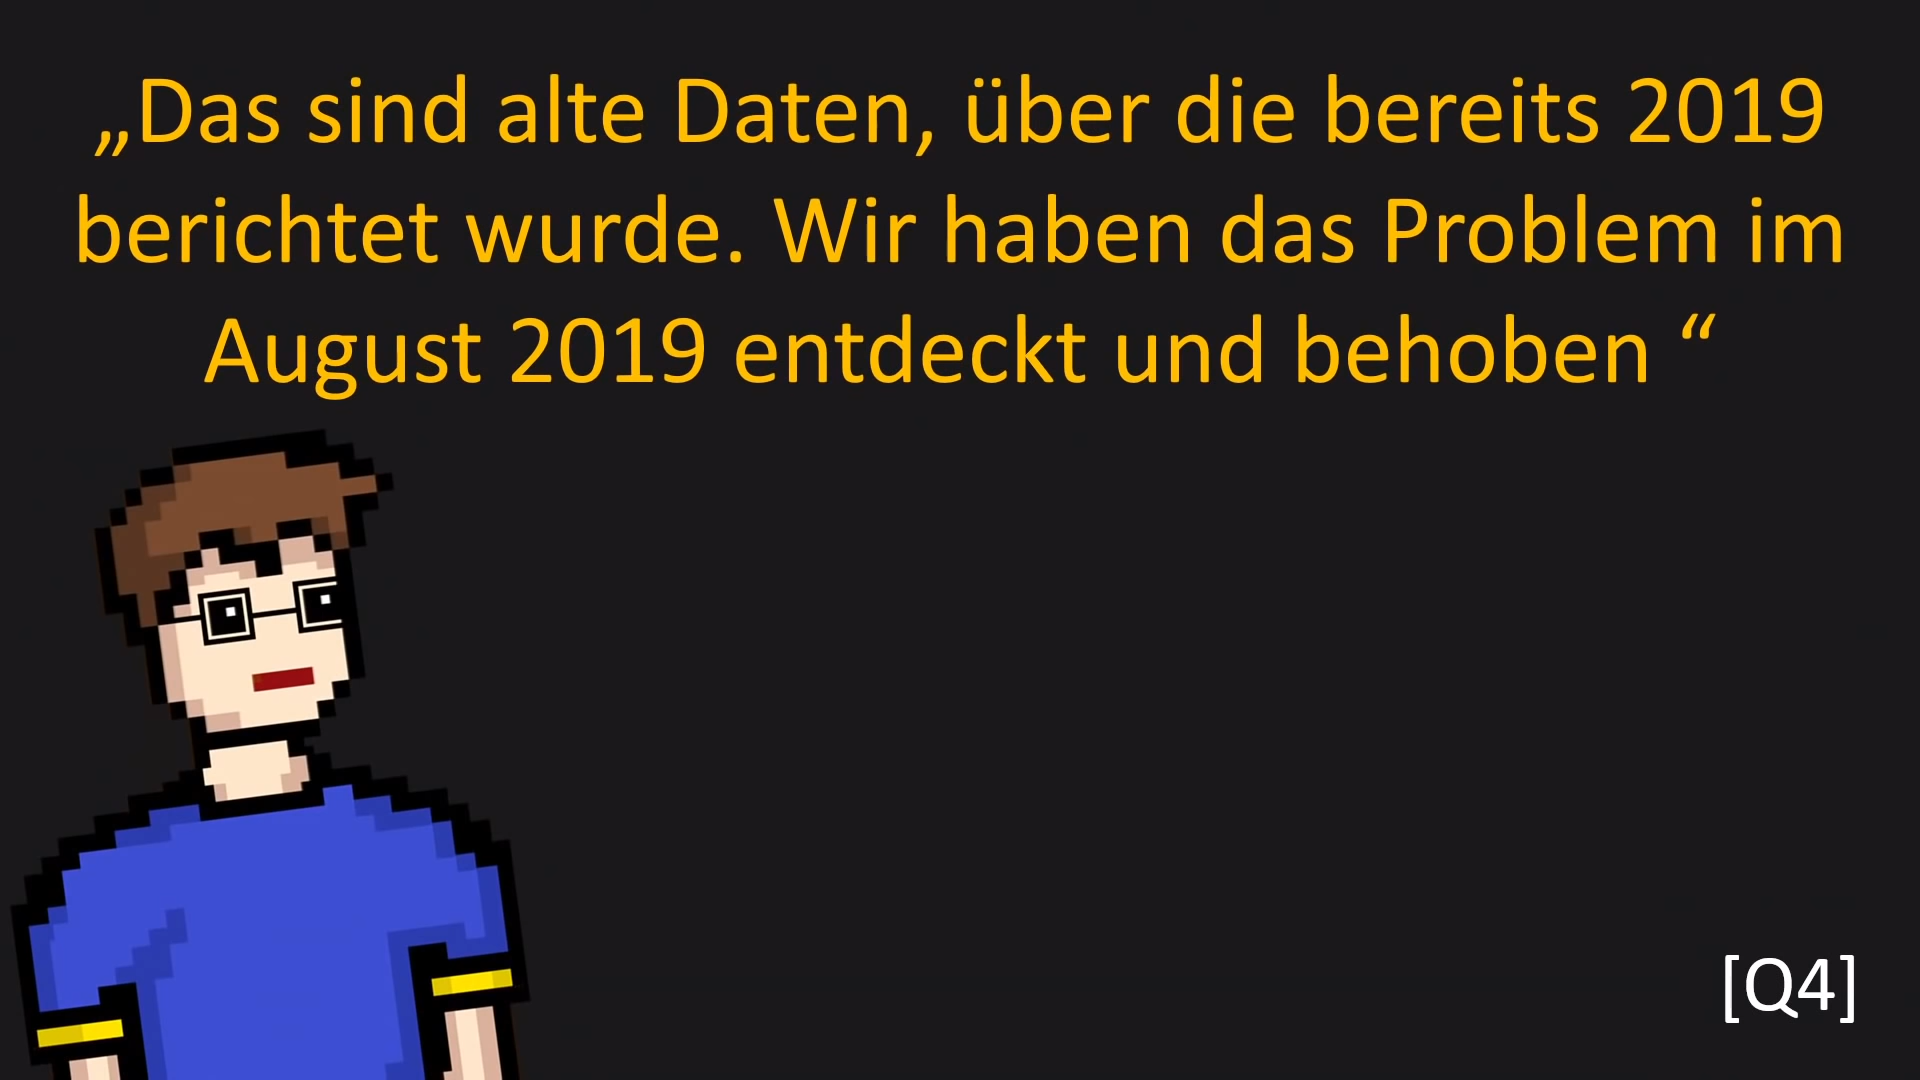 „Das sind alte Daten, über die bereits 2019
berichtet wurde. Wir haben das Problem im
August 2019 entdeckt und behoben “
[Q4]